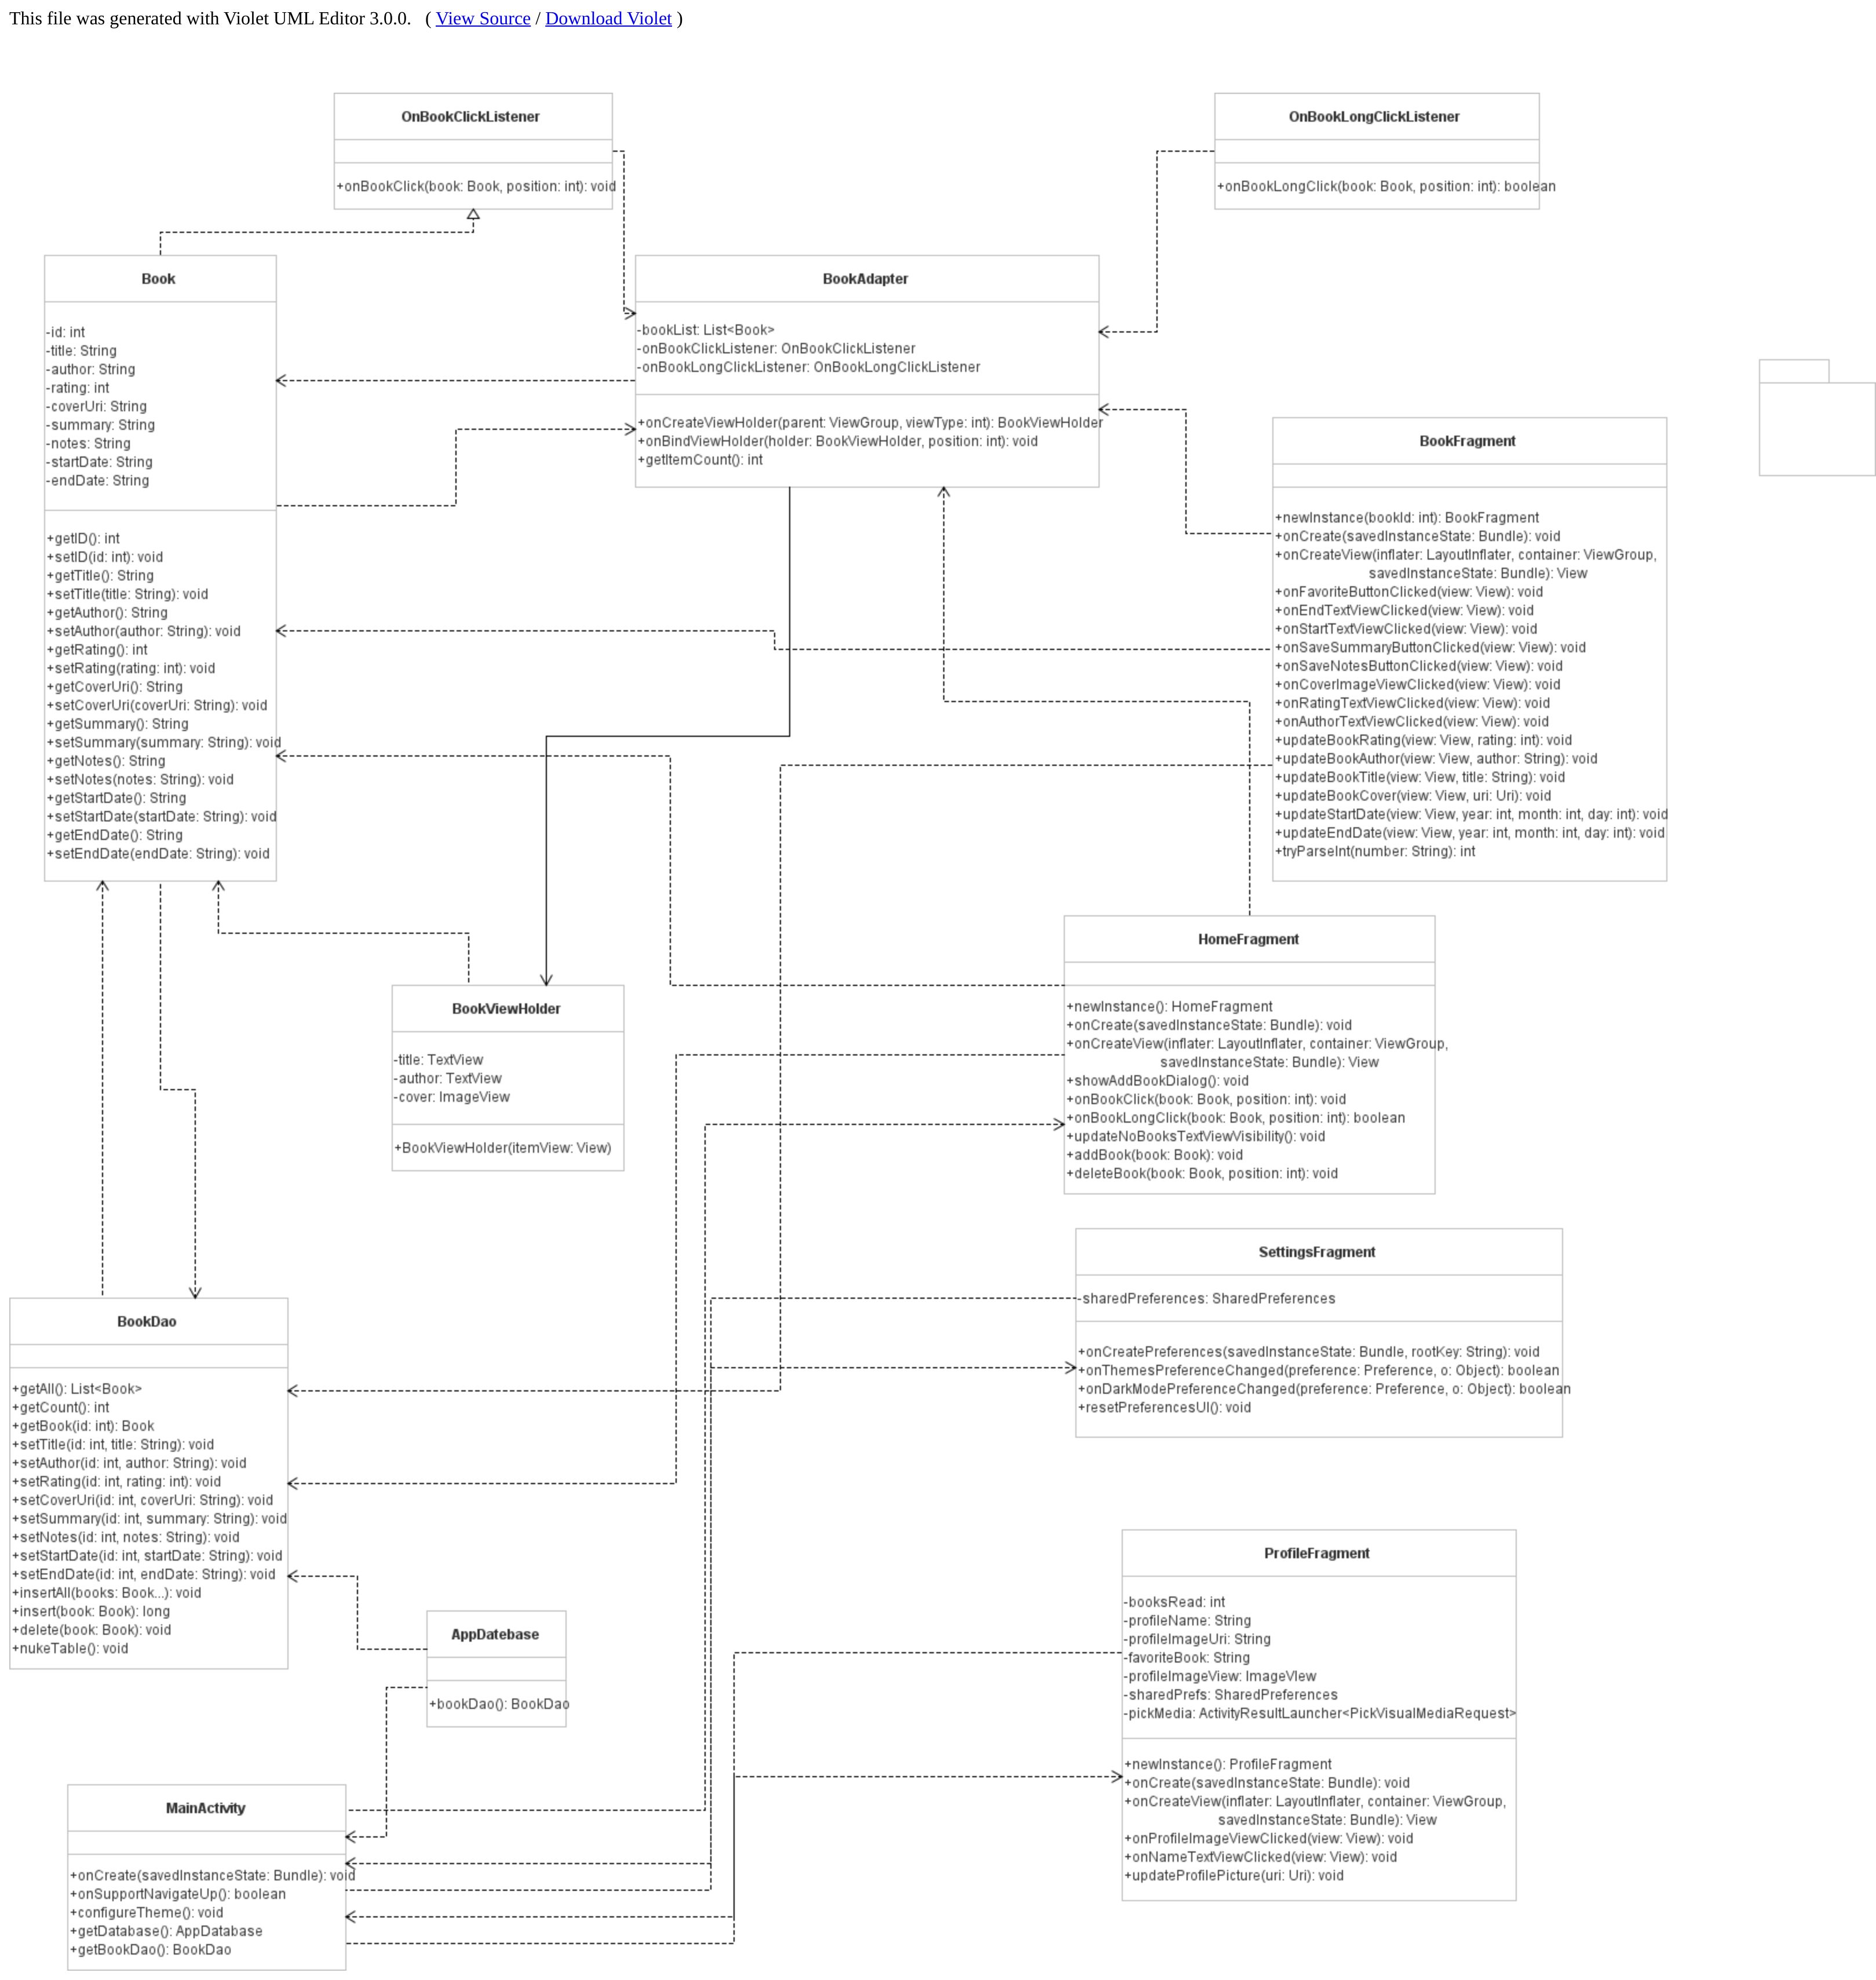 This file was generated with Violet UML Editor 3.0.0. ( View Source / Download Violet )
OnBookClickListener
+onBookClick(book: Book, position: int): void
OnBookLongClickListener
+onBookLongClick(book: Book, position: int): boolean
Book
-id: int
-title: String
-author: String
-rating: int
-coverUri: String
-summary: String
-notes: String
-startDate: String
-endDate: String
+getID(): int
+setID(id: int): void
+getTitle(): String
+setTitle(title: String): void
+getAuthor(): String
+setAuthor(author: String): void
+getRating(): int
+setRating(rating: int): void
+getCoverUri(): String
+setCoverUri(coverUri: String): void
+getSummary(): String
+setSummary(summary: String): void
+getNotes(): String
+setNotes(notes: String): void
+getStartDate(): String
+setStartDate(startDate: String): void
+getEndDate(): String
+setEndDate(endDate: String): void
BookAdapter
-bookList: List<Book>
-onBookClickListener: OnBookClickListener
-onBookLongClickListener: OnBookLongClickListener
+onCreateViewHolder(parent: ViewGroup, viewType: int): BookViewHolder
+onBindViewHolder(holder: BookViewHolder, position: int): void
+getItemCount(): int
BookFragment
+newInstance(bookId: int): BookFragment
+onCreate(savedInstanceState: Bundle): void
+onCreateView(inflater: LayoutInflater, container: ViewGroup,
savedInstanceState: Bundle): View
+onFavoriteButtonClicked(view: View): void
+onEndTextViewClicked(view: View): void
+onStartTextViewClicked(view: View): void
+onSaveSummaryButtonClicked(view: View): void
+onSaveNotesButtonClicked(view: View): void
+onCoverImageViewClicked(view: View): void
+onRatingTextViewClicked(view: View): void
+onAuthorTextViewClicked(view: View): void
+updateBookRating(view: View, rating: int): void
+updateBookAuthor(view: View, author: String): void
+updateBookTitle(view: View, title: String): void
+updateBookCover(view: View, uri: Uri): void
+updateStartDate(view: View, year: int, month: int, day: int): void
+updateEndDate(view: View, year: int, month: int, day: int): void
+tryParseInt(number: String): int
HomeFragment
+newInstance(): HomeFragment
+onCreate(savedInstanceState: Bundle): void
+onCreateView(inflater: LayoutInflater, container: ViewGroup,
savedInstanceState: Bundle): View
+showAddBookDialog(): void
+onBookClick(book: Book, position: int): void
+onBookLongClick(book: Book, position: int): boolean
+updateNoBooksTextViewVisibility(): void
+addBook(book: Book): void
+deleteBook(book: Book, position: int): void
BookViewHolder
-title: TextView
-author: TextView
-cover: ImageView
+BookViewHolder(itemView: View)
SettingsFragment
-sharedPreferences: SharedPreferences
+onCreatePreferences(savedInstanceState: Bundle, rootKey: String): void
+onThemesPreferenceChanged(preference: Preference, o: Object): boolean
+onDarkModePreferenceChanged(preference: Preference, o: Object): boolean
+resetPreferencesUI(): void
BookDao
+getAll(): List<Book>
+getCount(): int
+getBook(id: int): Book
+setTitle(id: int, title: String): void
+setAuthor(id: int, author: String): void
+setRating(id: int, rating: int): void
+setCoverUri(id: int, coverUri: String): void
+setSummary(id: int, summary: String): void
+setNotes(id: int, notes: String): void
+setStartDate(id: int, startDate: String): void
+setEndDate(id: int, endDate: String): void
+insertAll(books: Book...): void
+insert(book: Book): long
+delete(book: Book): void
+nukeTable(): void
AppDatebase
+bookDao(): BookDao
ProfileFragment
-booksRead: int
-profileName: String
-profileImageUri: String
-favoriteBook: String
-profileImageView: ImageVIew
-sharedPrefs: SharedPreferences
-pickMedia: ActivityResultLauncher<PickVisualMediaRequest>
+newInstance(): ProfileFragment
+onCreate(savedInstanceState: Bundle): void
+onCreateView(inflater: LayoutInflater, container: ViewGroup,
savedInstanceState: Bundle): View
+onProfileImageViewClicked(view: View): void
+onNameTextViewClicked(view: View): void
+updateProfilePicture(uri: Uri): void
MainActivity
+onCreate(savedInstanceState: Bundle): void
+onSupportNavigateUp(): boolean
+configureTheme(): void
+getDatabase(): AppDatabase
+getBookDao(): BookDao